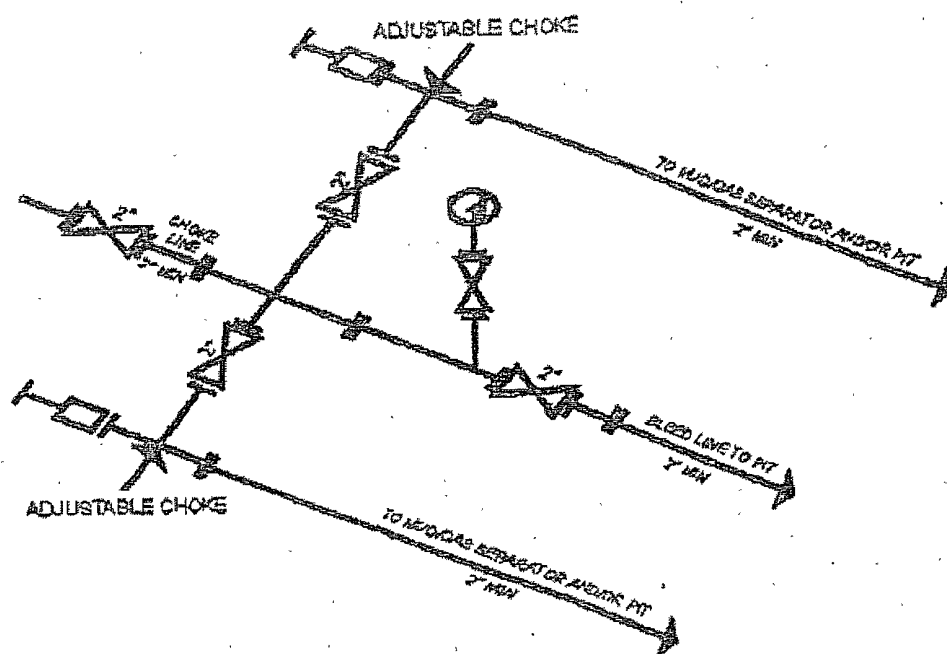 ADJUSTABLE CHOKE
TO MUD/GAS SEPARATOR AND/OR PIT
2" MIN
2"
2"
CHOKE
LINE
2" MIN
2"
2"
BLEED LINE TO PIT
2" MIN
ADJUSTABLE CHOKE
TO MUD/GAS SEPARATOR AND/OR PIT
2" MIN